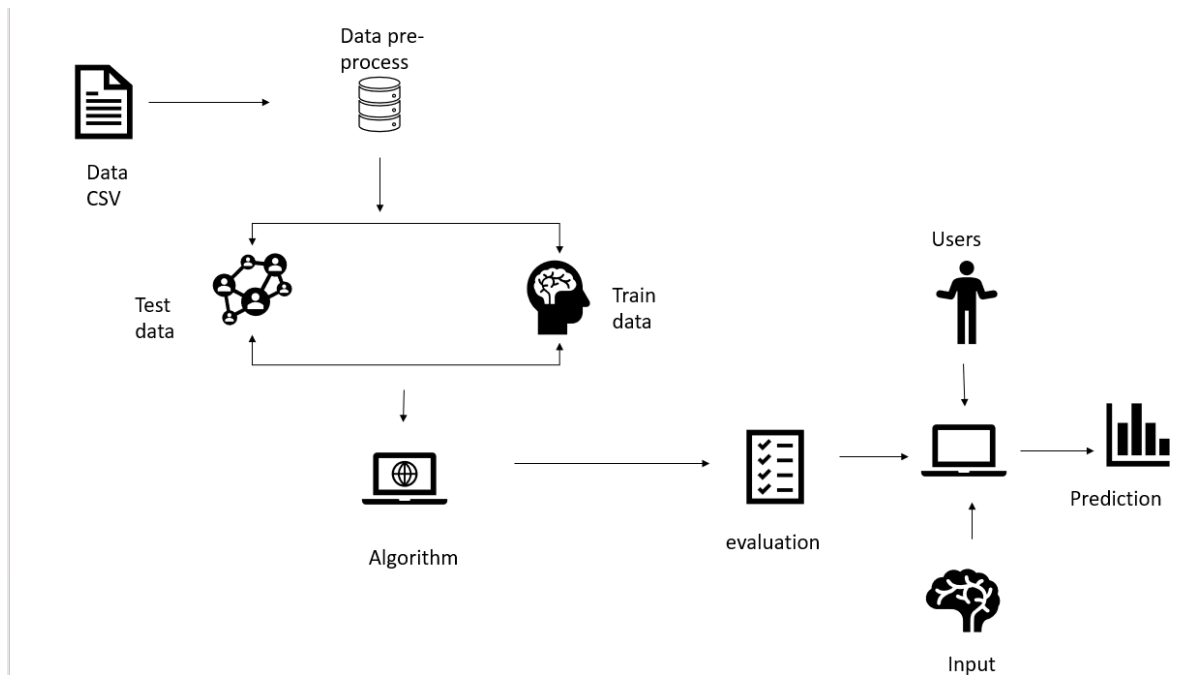 Data pre-
process
Data
CSV
Test
data
Train
data
Users
Algorithm
evaluation
Prediction
Input